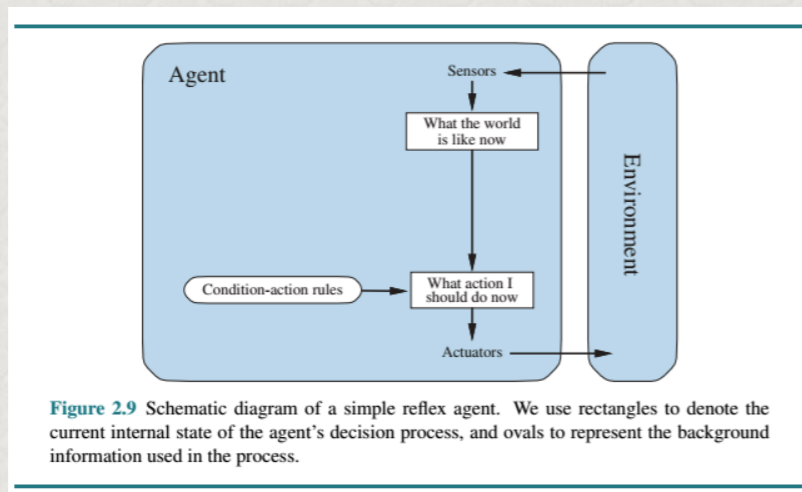 Agent
Sensors
What the world
is like now
Environment
Condition-action rules
What action I
should do now
Actuators
Figure 2.9 Schematic diagram of a simple reflex agent. We use rectangles to denote the
current internal state of the agent's decision process, and ovals to represent the background
information used in the process.